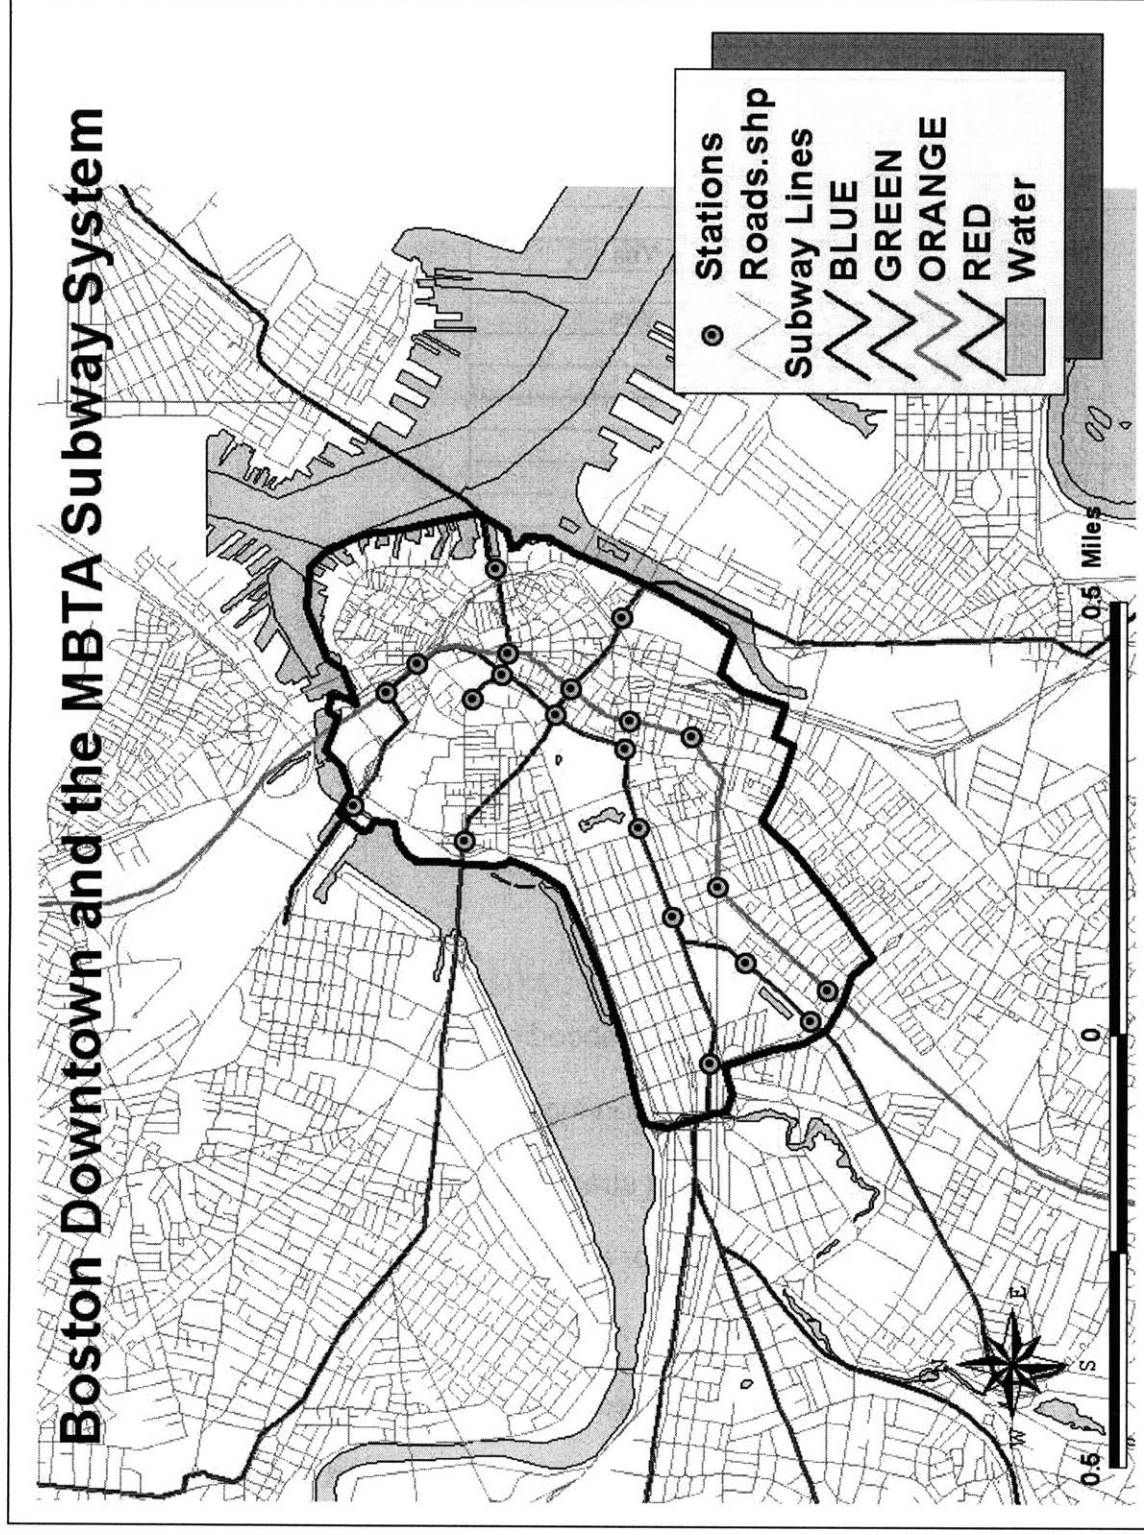 Boston Downtown and the MBTA Subway System
Stations
Roads.shp
Subway Lines
BLUE
GREEN
ORANGE
RED
Water
0.5 0 0.5 Miles
N
W E
S